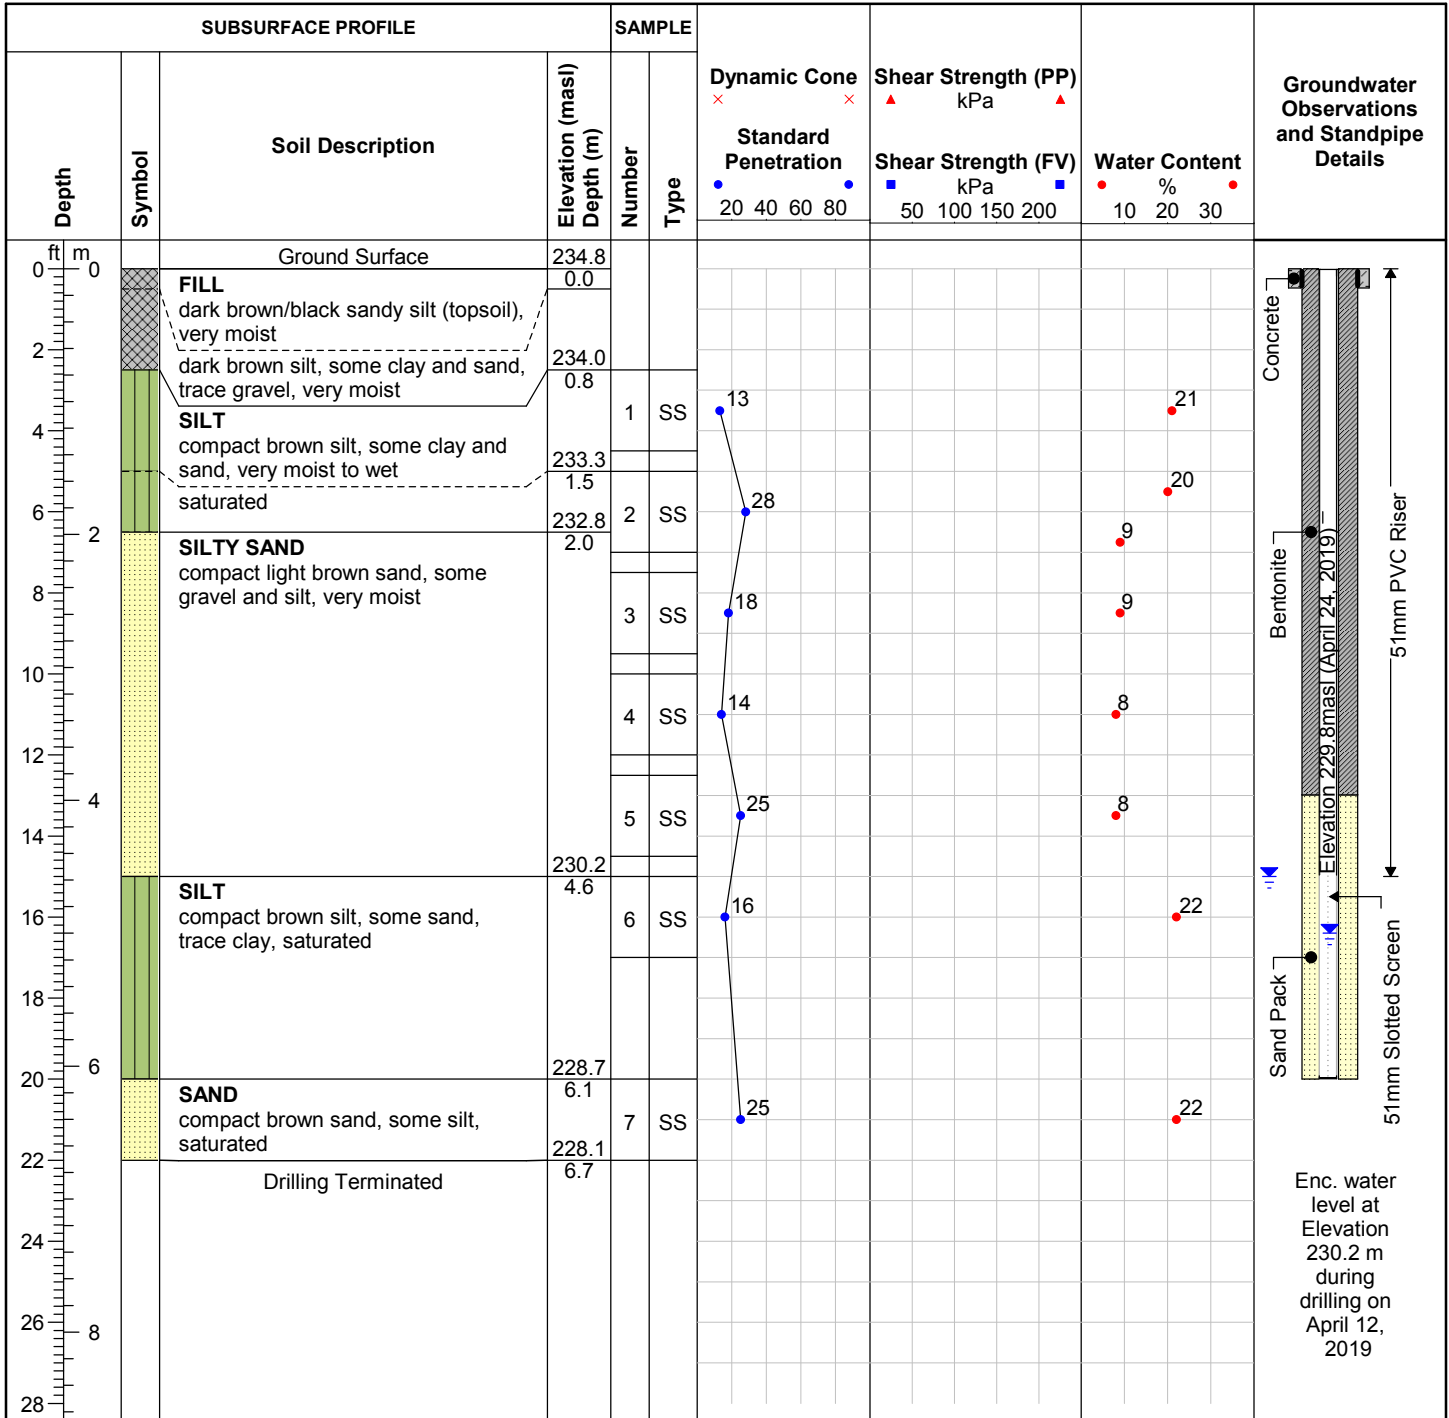 SUBSURFACE PROFILE
SAMPLE
Depth
Symbol
Soil Description
Elevation (masl)
Depth (m)
Number
Type
Dynamic Cone
Standard
Penetration
20 40 60 80
Shear Strength (PP)
kPa
Shear Strength (FV)
kPa
50 100 150 200
Water Content
%
10 20 30
Groundwater
Observations
and Standpipe
Details
ft m
0 0
2
4
6
2
8
10
12
4
14
16
18
6
20
22
24
26
8
28
Ground Surface
234.8
0.0
FILL
dark brown/black sandy silt (topsoil),
very moist
dark brown silt, some clay and sand,
trace gravel, very moist
234.0
0.8
SILT
compact brown silt, some clay and
sand, very moist to wet
233.3
1.5
saturated
232.8
2.0
SILTY SAND
compact light brown sand, some
gravel and silt, very moist
230.2
4.6
SILT
compact brown silt, some sand,
trace clay, saturated
228.7
6.1
SAND
compact brown sand, some silt,
saturated
228.1
6.7
Drilling Terminated
1 SS
2 SS
3 SS
4 SS
5 SS
6 SS
7 SS
13
28
18
14
25
16
25
21
20
9
9
8
8
22
22
Concrete
Bentonite
Sand Pack
Elevation 229.8masl (April 24, 2019)
51mm PVC Riser
51mm Slotted Screen
Enc. water
level at
Elevation
230.2 m
during
drilling on
April 12,
2019